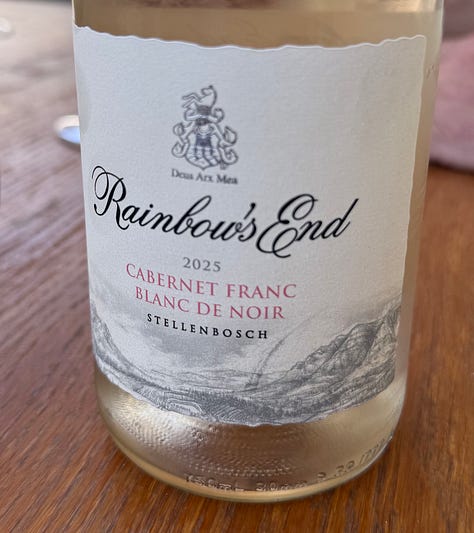 Deus Arx Mea
Rainbow's End
2025
CABERNET FRANC
BLANC DE NOIR
STELLENBOSCH